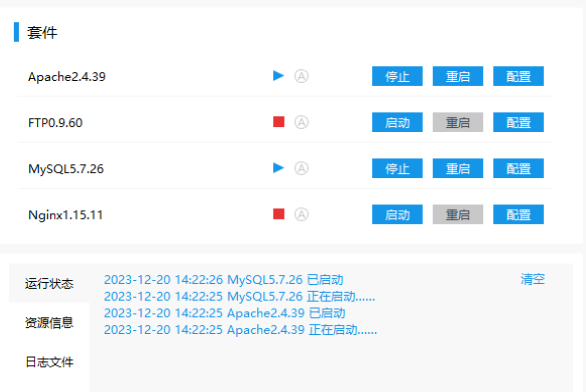 套件
Apache2.4.39 Ⓐ 停止 重启 配置
FTP0.9.60 Ⓐ 启动 重启 配置
MySQL5.7.26 Ⓐ 停止 重启 配置
Nginx1.15.11 Ⓐ 启动 重启 配置
运行状态
资源信息
日志文件
2023-12-20 14:22:26 MySQL5.7.26 已启动
2023-12-20 14:22:25 MySQL5.7.26 正在启动......
2023-12-20 14:22:25 Apache2.4.39 已启动
2023-12-20 14:22:25 Apache2.4.39 正在启动......
清空